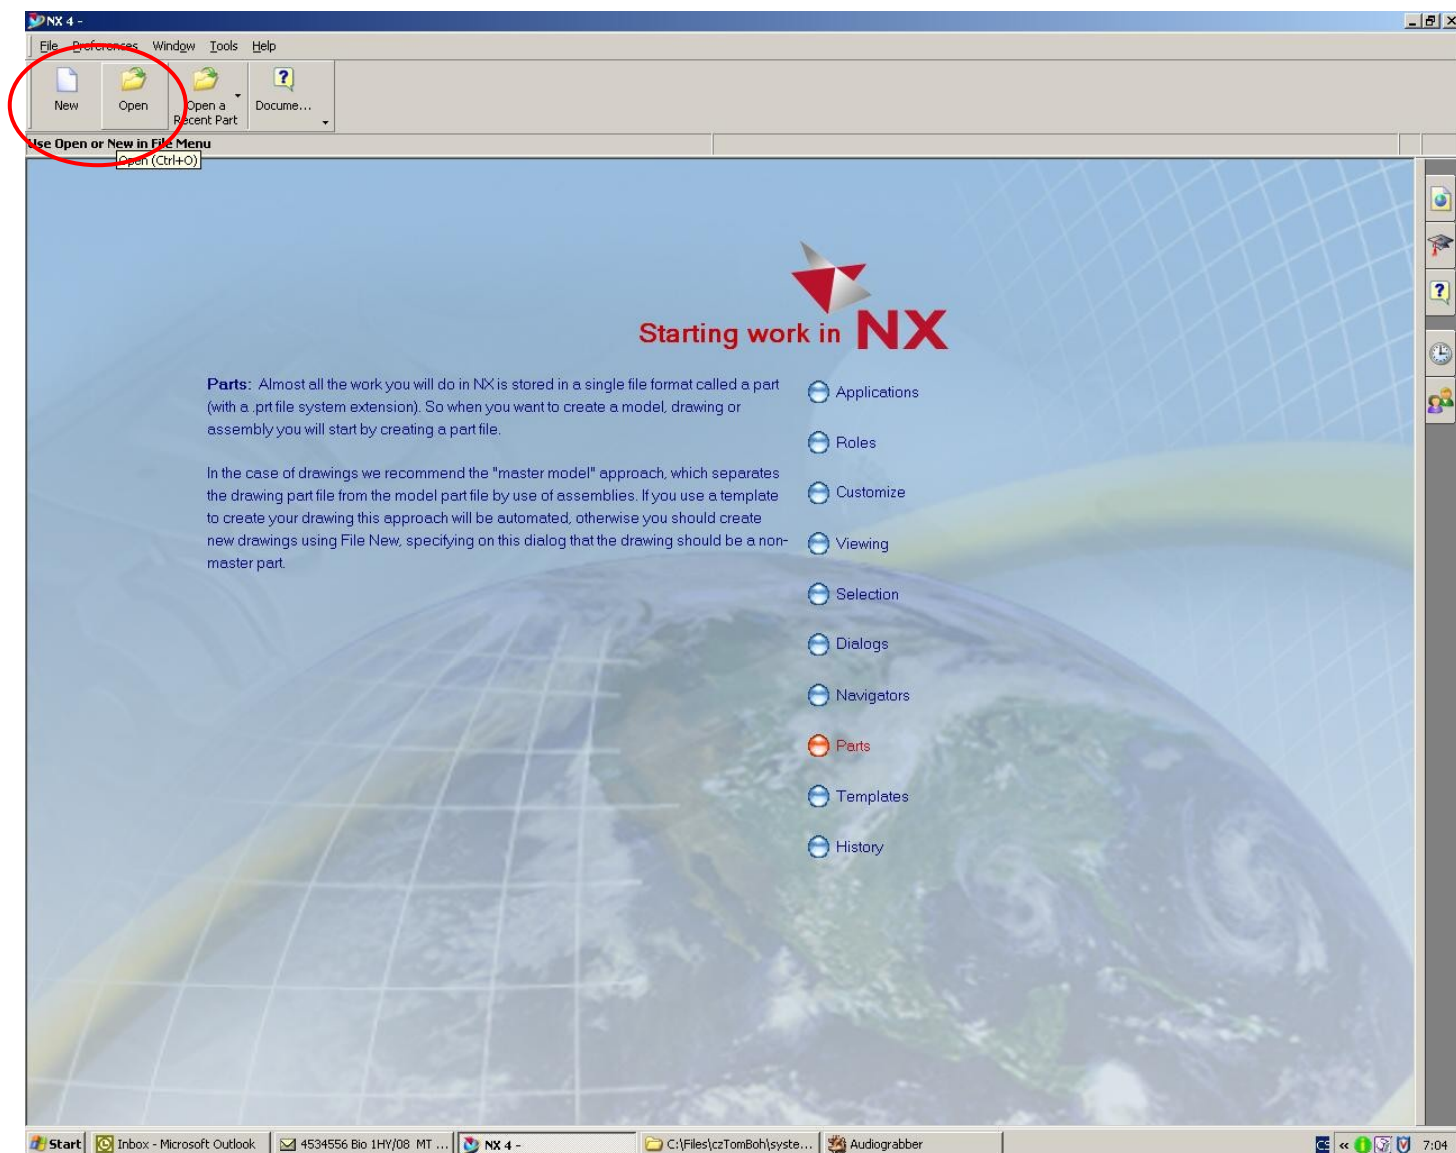 NX 4 -
File Preferences Window Tools Help
New Open Open a Recent Part Docume...
Use Open or New in File Menu
Open (Ctrl+O)
Starting work in NX
Parts: Almost all the work you will do in NX is stored in a single file format called a part
(with a .prt file system extension). So when you want to create a model, drawing or
assembly you will start by creating a part file.
In the case of drawings we recommend the "master model" approach, which separates
the drawing part file from the model part file by use of assemblies. If you use a template
to create your drawing this approach will be automated, otherwise you should create
new drawings using File New, specifying on this dialog that the drawing should be a non-
master part.
Applications
Roles
Customize
Viewing
Selection
Dialogs
Navigators
Parts
Templates
History
Start Inbox - Microsoft Outlook 4534556 Bio 1HY/08 MT ... NX 4 - C:\Files\czTomBoh\syste... Audiograbber CS « 7:04